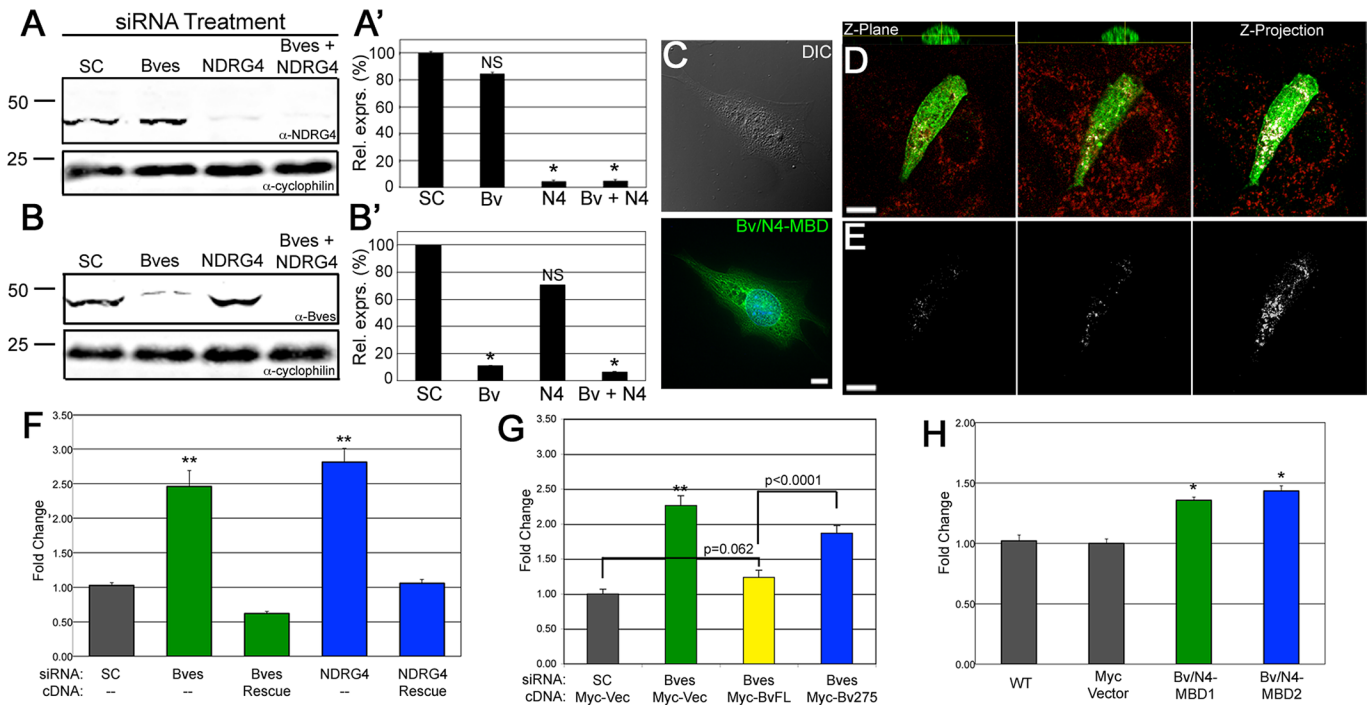 A
siRNA Treatment
SC
Bves
NDRG4
Bves +
NDRG4
50
α-NDRG4
25
α-cyclophilin
A'
Rel. exprs. (%)
100
80
60
40
20
0
NS
*
*
SC
Bv
N4
Bv + N4
B
SC
Bves
NDRG4
Bves +
NDRG4
50
α-Bves
25
α-cyclophilin
B'
Rel. exprs. (%)
100
80
60
40
20
0
*
NS
*
SC
Bv
N4
Bv + N4
C
DIC
Bv/N4-MBD
Z-Plane
Z-Projection
D
E
F
Fold Change
3.50
3.00
2.50
2.00
1.50
1.00
0.50
0.00
**
**
siRNA: SC Bves Bves NDRG4 NDRG4
cDNA: -- -- Rescue -- Rescue
G
Fold Change
3.50
3.00
2.50
2.00
1.50
1.00
0.50
0.00
**
p<0.0001
p=0.062
siRNA: SC Bves Bves Bves
cDNA: Myc-Vec Myc-Vec Myc-BvFL Myc-Bv275
H
Fold Change
2.00
1.50
1.00
0.50
0.00
*
*
WT
Myc
Vector
Bv/N4-
MBD1
Bv/N4-
MBD2